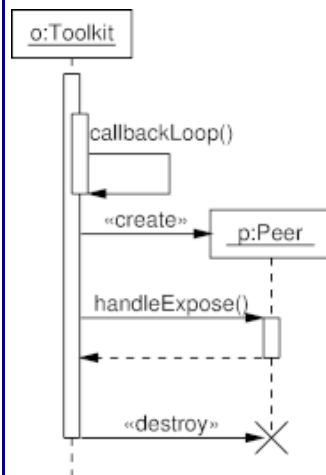 o:Toolkit
callbackLoop()
«create»
p:Peer
handleExpose()
«destroy»